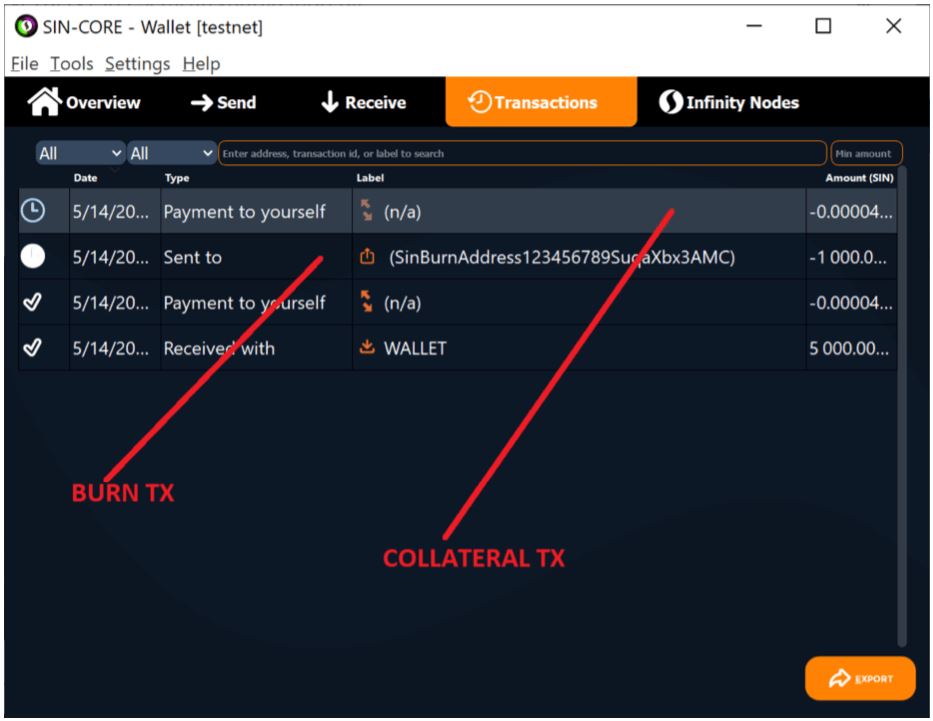 SIN-CORE - Wallet [testnet]
File Tools Settings Help
Overview Send Receive Transactions Infinity Nodes
All All Enter address, transaction id, or label to search Min amount
Date Type Label Amount (SIN)
5/14/20... Payment to yourself (n/a) -0.00004...
5/14/20... Sent to (SinBurnAddress123456789SuqaXbx3AMC) -1 000.0...
5/14/20... Payment to yourself (n/a) -0.00004...
5/14/20... Received with WALLET 5 000.00...
BURN TX
COLLATERAL TX
EXPORT